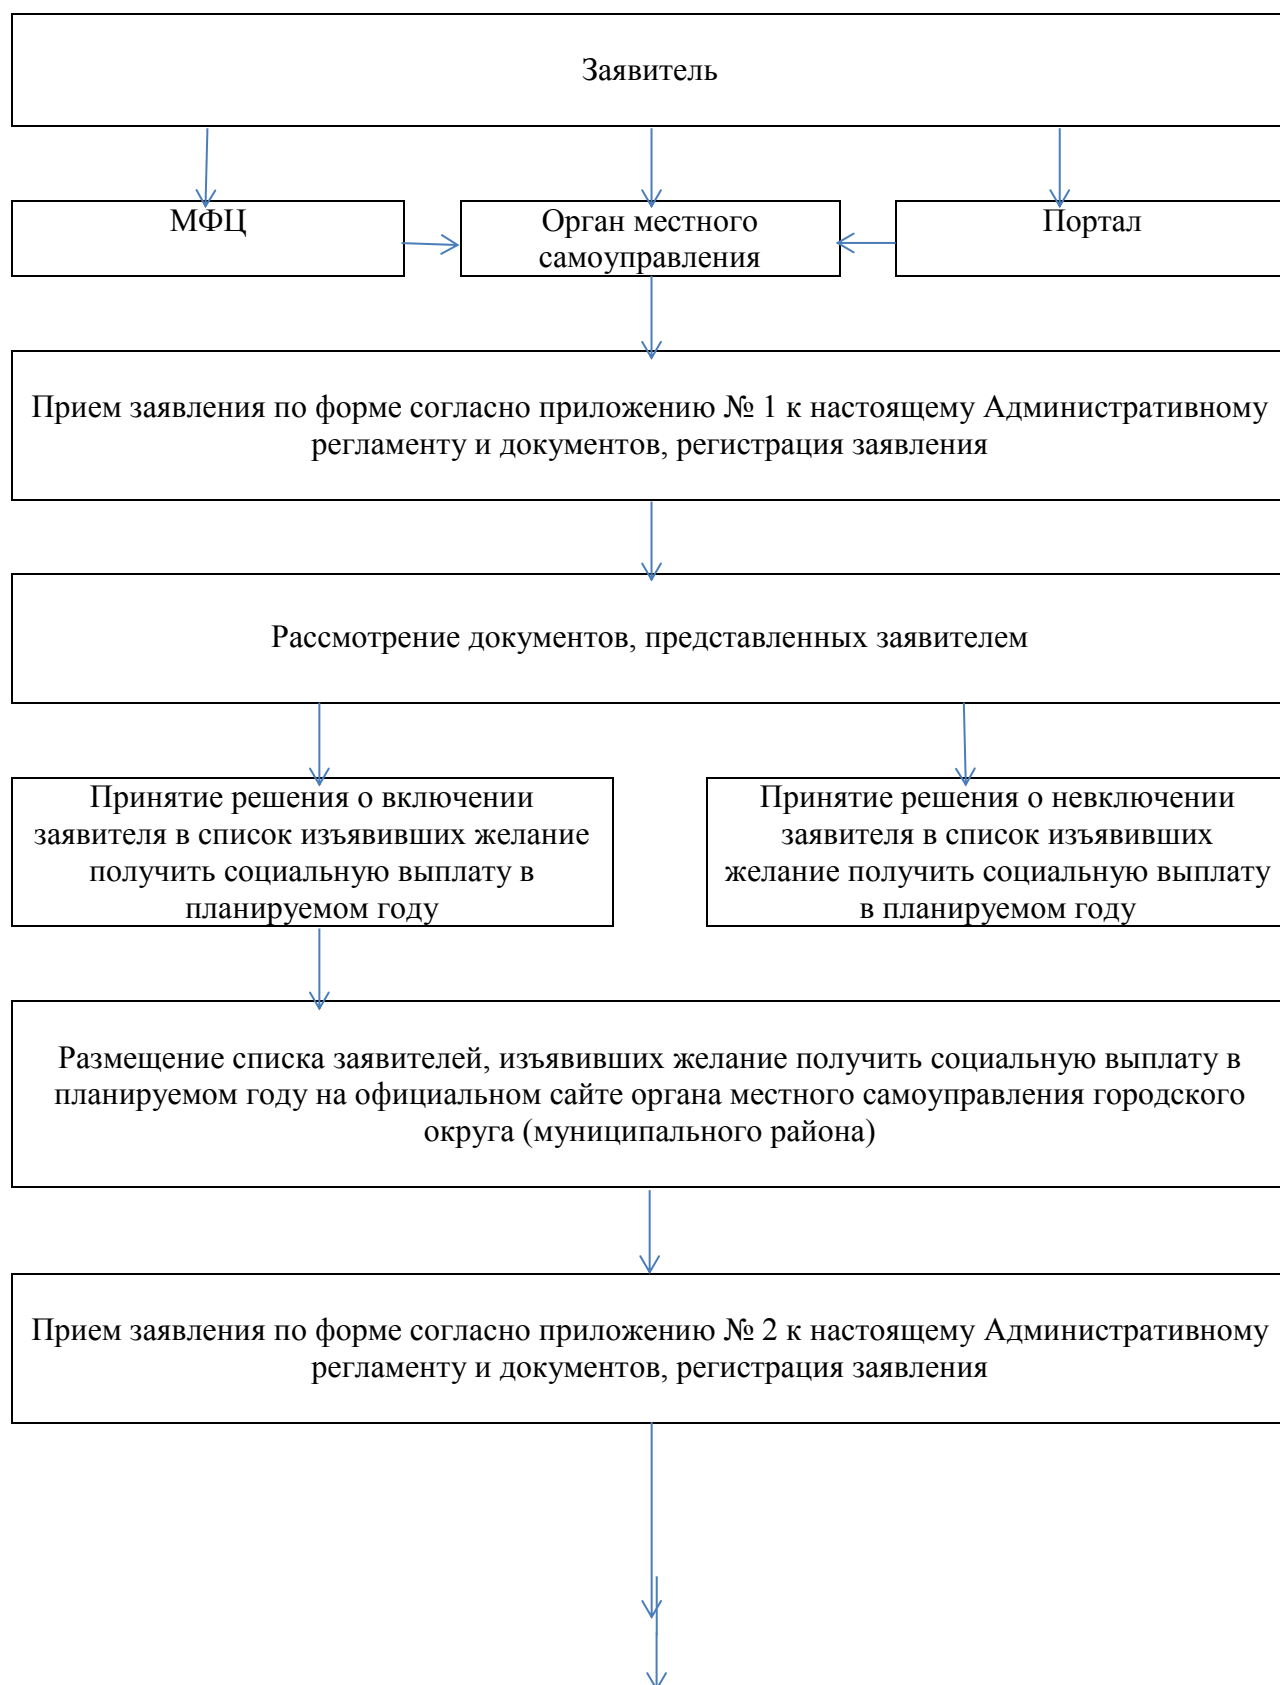 Заявитель
МФЦ
Орган местного
самоуправления
Портал
Прием заявления по форме согласно приложению № 1 к настоящему Административному
регламенту и документов, регистрация заявления
Рассмотрение документов, представленных заявителем
Принятие решения о включении
заявителя в список изъявивших желание
получить социальную выплату в
планируемом году
Принятие решения о невключении
заявителя в список изъявивших
желание получить социальную выплату
в планируемом году
Размещение списка заявителей, изъявивших желание получить социальную выплату в
планируемом году на официальном сайте органа местного самоуправления городского
округа (муниципального района)
Прием заявления по форме согласно приложению № 2 к настоящему Административному
регламенту и документов, регистрация заявления